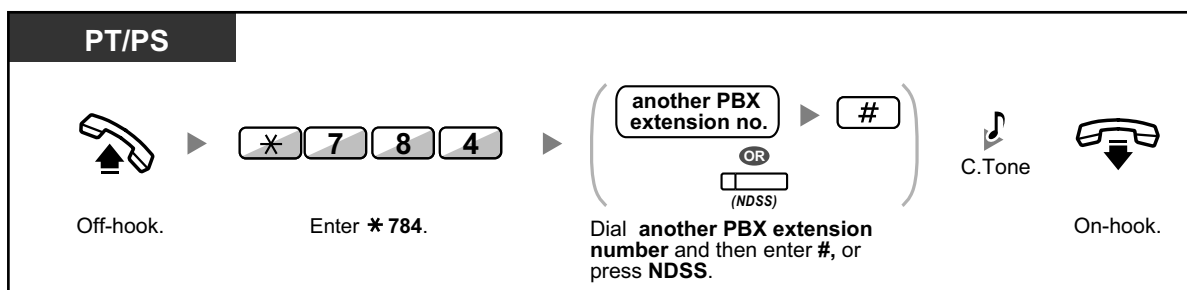 PT/PS
another PBX
extension no.
#
* 7 8 4
OR
(NDSS)
C.Tone
Off-hook.
Enter * 784.
Dial another PBX extension
number and then enter #, or
press NDSS.
On-hook.